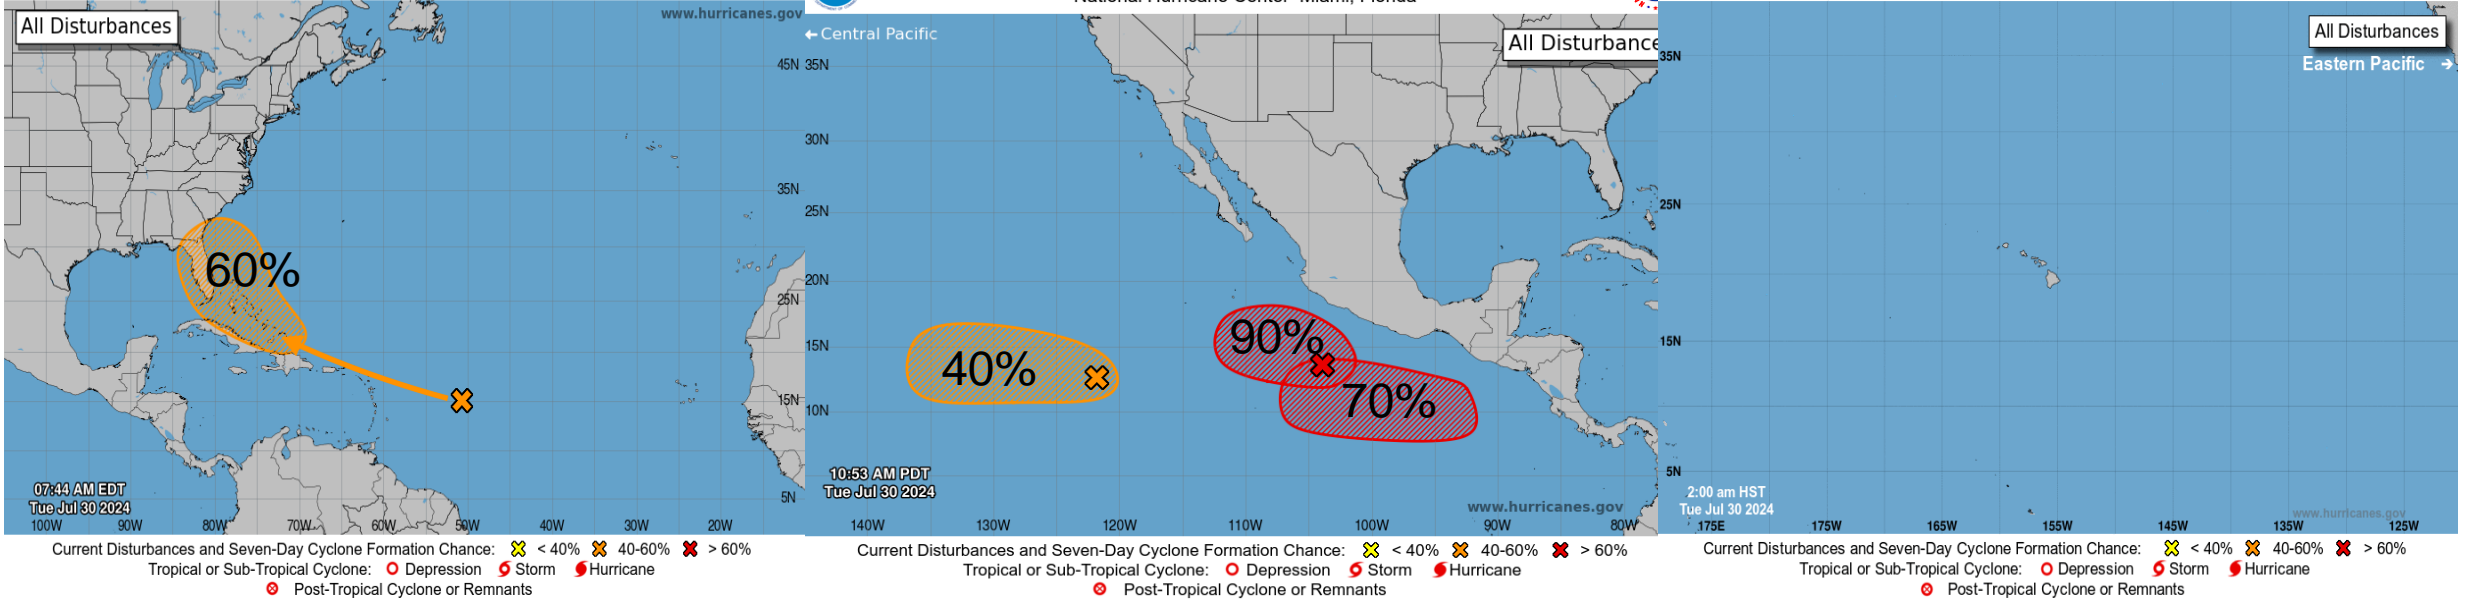 All Disturbances
www.hurricanes.gov
45N
35N
25N
15N
5N
60%
07:44 AM EDT
Tue Jul 30 2024
100W 90W 80W 70W 60W 50W 40W 30W 20W
Current Disturbances and Seven-Day Cyclone Formation Chance: < 40% 40-60% > 60%
Tropical or Sub-Tropical Cyclone: Depression Storm Hurricane
Post-Tropical Cyclone or Remnants
National Hurricane Center Miami, Florida
Central Pacific
All Disturbance
35N
30N
25N
20N
15N
10N
90%
40%
70%
10:53 AM PDT
Tue Jul 30 2024
www.hurricanes.gov
140W 130W 120W 110W 100W 90W 80W
Current Disturbances and Seven-Day Cyclone Formation Chance: < 40% 40-60% > 60%
Tropical or Sub-Tropical Cyclone: Depression Storm Hurricane
Post-Tropical Cyclone or Remnants
All Disturbances
Eastern Pacific
35N
25N
15N
5N
2:00 am HST
Tue Jul 30 2024
www.hurricanes.gov
175E 175W 165W 155W 145W 135W 125W
Current Disturbances and Seven-Day Cyclone Formation Chance: < 40% 40-60% > 60%
Tropical or Sub-Tropical Cyclone: Depression Storm Hurricane
Post-Tropical Cyclone or Remnants